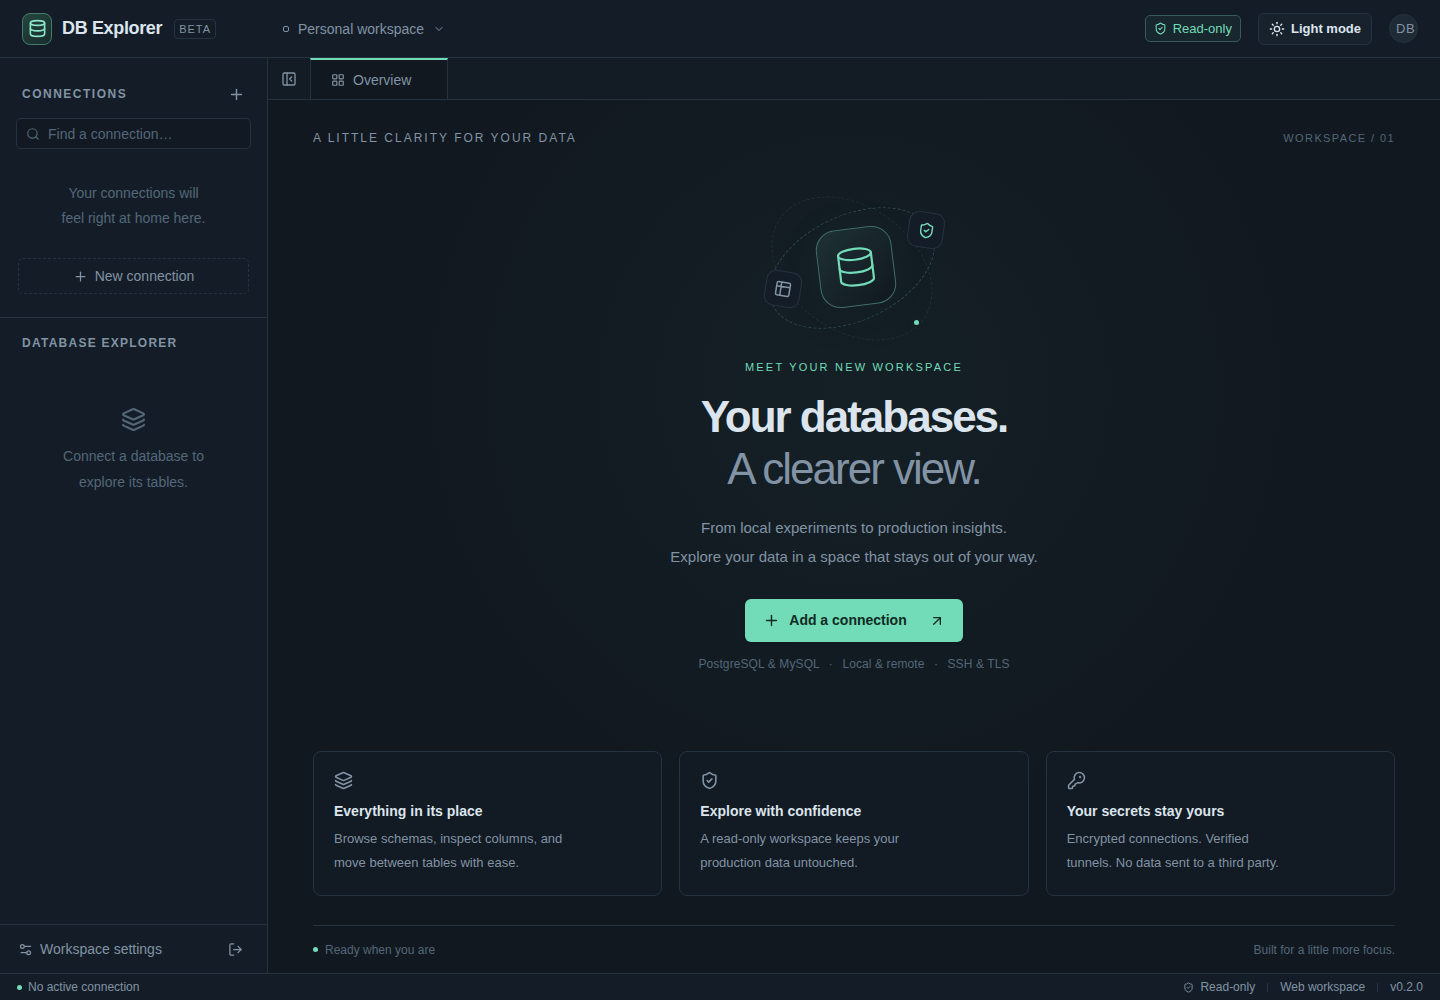 DB Explorer BETA
Personal workspace
Read-only
Light mode
DB
CONNECTIONS
Find a connection…
Your connections will
feel right at home here.
New connection
DATABASE EXPLORER
Connect a database to
explore its tables.
Workspace settings
Overview
A LITTLE CLARITY FOR YOUR DATA
WORKSPACE / 01
MEET YOUR NEW WORKSPACE
Your databases.
A clearer view.
From local experiments to production insights.
Explore your data in a space that stays out of your way.
Add a connection
PostgreSQL & MySQL · Local & remote · SSH & TLS
Everything in its place
Browse schemas, inspect columns, and
move between tables with ease.
Explore with confidence
A read-only workspace keeps your
production data untouched.
Your secrets stay yours
Encrypted connections. Verified
tunnels. No data sent to a third party.
Ready when you are
Built for a little more focus.
No active connection
Read-only
Web workspace
v0.2.0